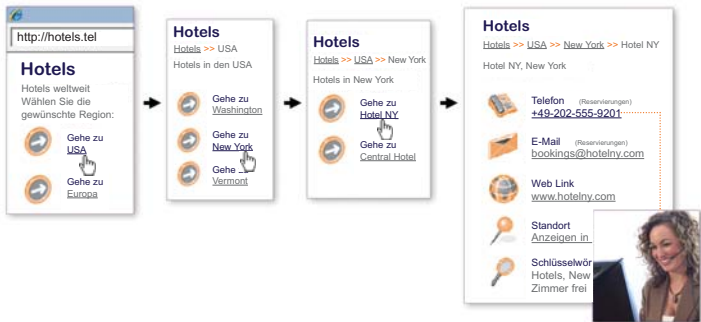 http://hotels.tel
Hotels
Hotels weltweit
Wählen Sie die
gewünschte Region:
Gehe zu
USA
Gehe zu
Europa
Hotels
Hotels >> USA
Hotels in den USA
Gehe zu
Washington
Gehe zu
New York
Gehe
Vermont
Hotels
Hotels >> USA >> New York
Hotels in New York
Gehe zu
Hotel NY
Gehe zu
Central Hotel
Hotels
Hotels >> USA >> New York >> Hotel NY
Hotel NY, New York
Telefon (Reservierungen)
+49-202-555-9201
E-Mail (Reservierungen)
bookings@hotelny.com
Web Link
www.hotelny.com
Standort
Anzeigen in
Schlüsselwör
Hotels, New
Zimmer frei